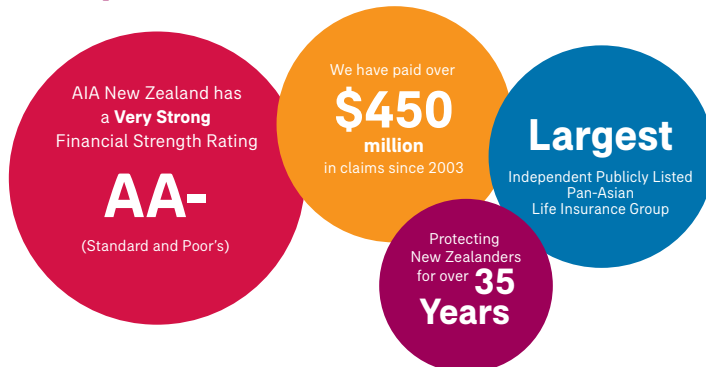 AIA New Zealand has
a Very Strong
Financial Strength Rating
AA-
(Standard and Poor's)
We have paid over
$450
million
in claims since 2003
Largest
Independent Publicly Listed
Pan-Asian
Life Insurance Group
Protecting
New Zealanders
for over 35
Years